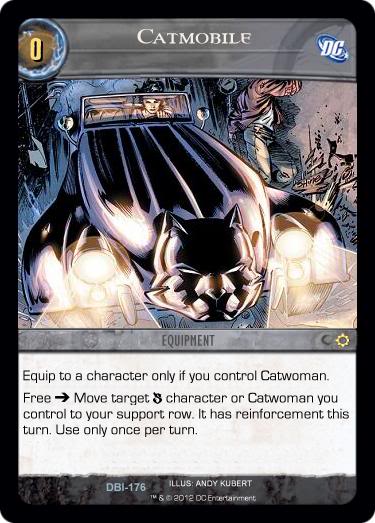 0
CATMOBILE
DC
EQUIPMENT
Equip to a character only if you control Catwoman.
Free ➔ Move target character or Catwoman you
control to your support row. It has reinforcement this
turn. Use only once per turn.
DBI-176
ILLUS: ANDY KUBERT
™ & © 2012 DC Entertainment